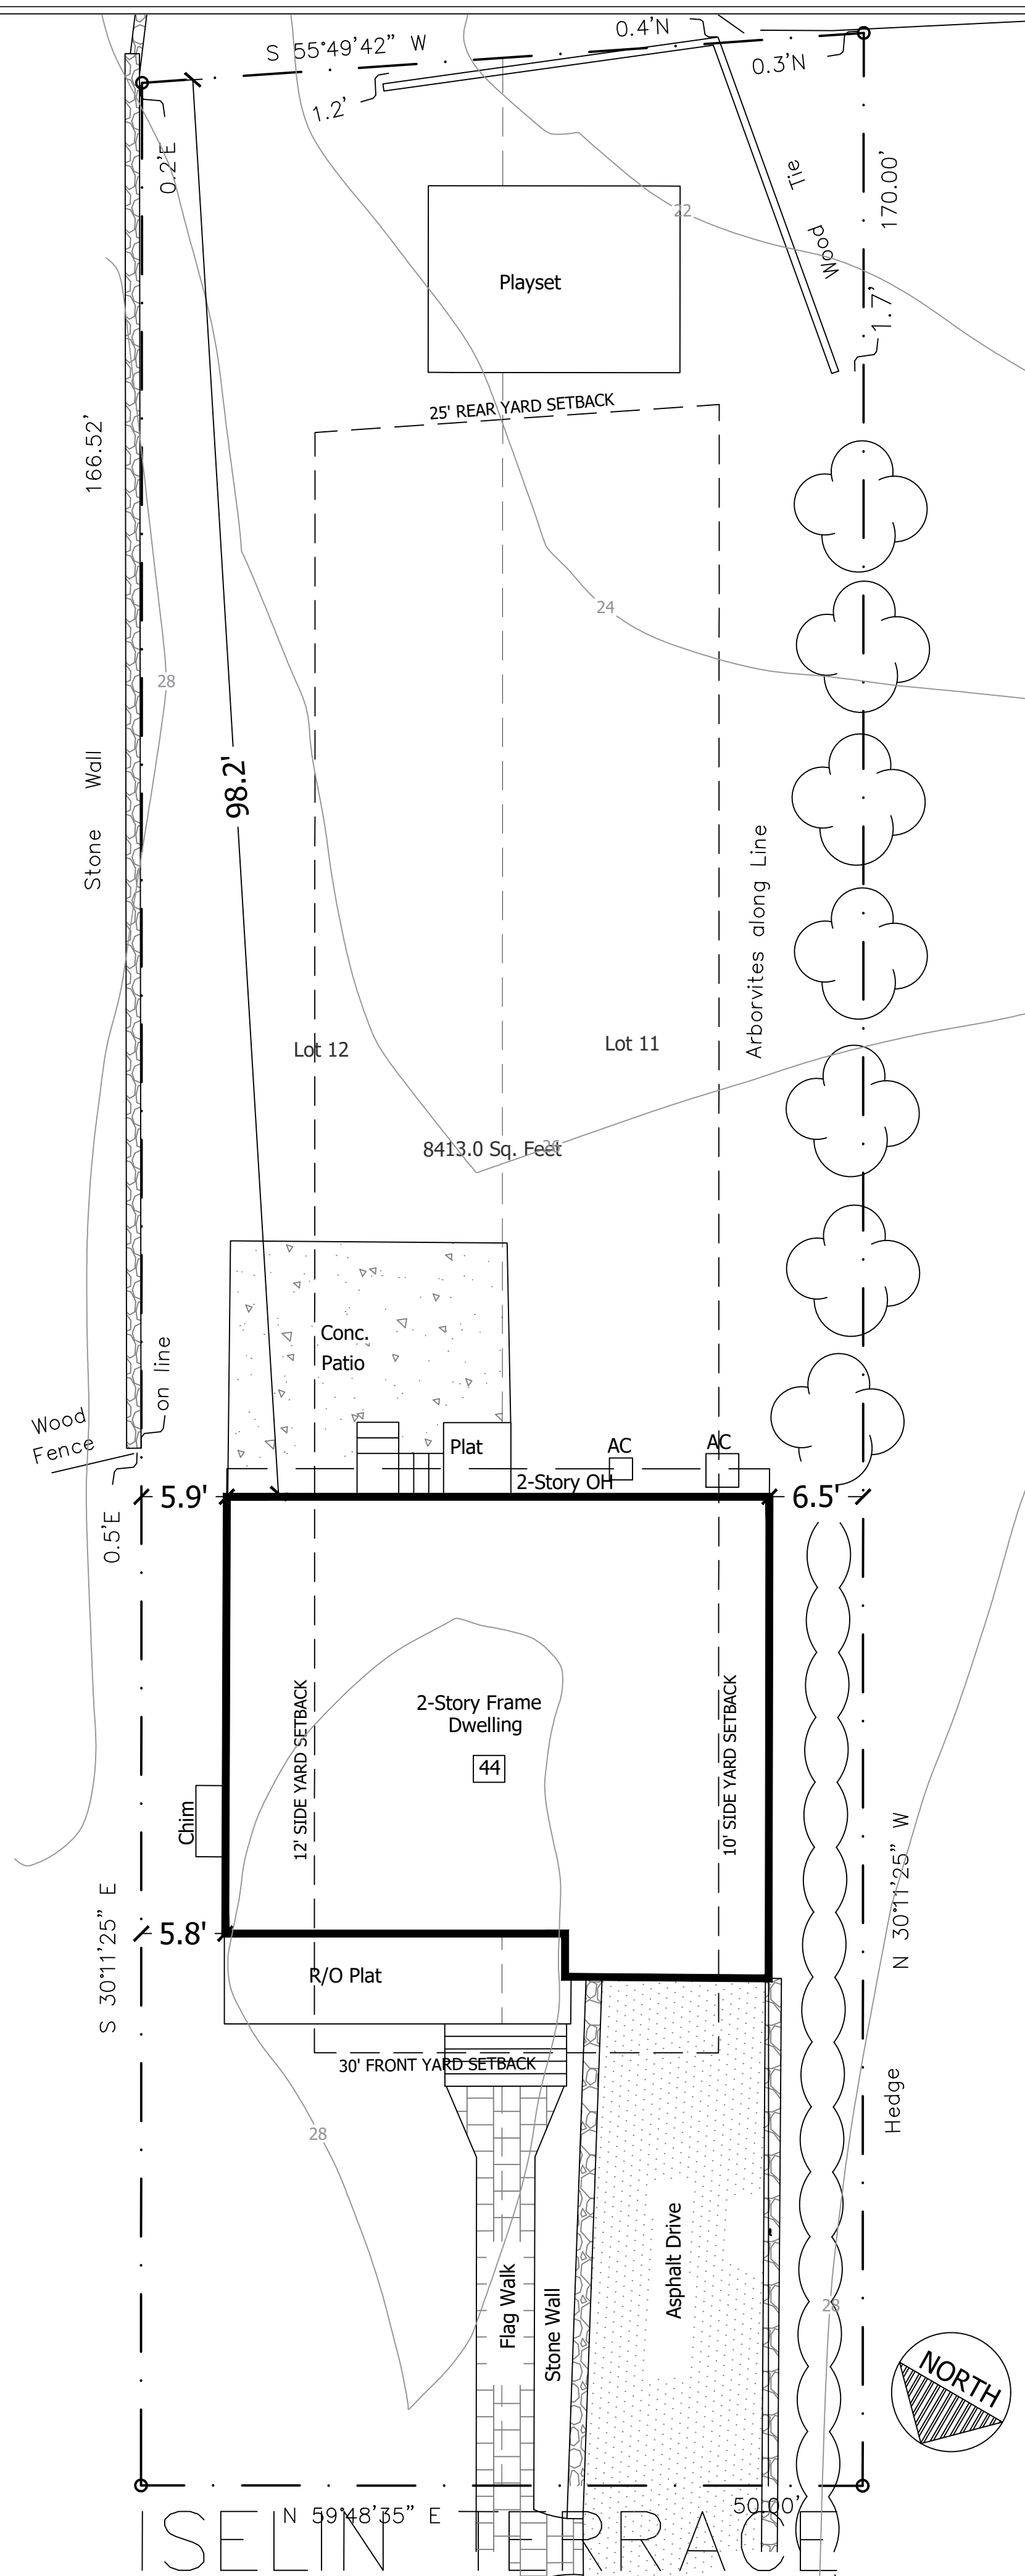 0.4'N
S 55°49'42" W
0.3'N
1.2'
0.2'E
Wood Tie
170.00'
22
Playset
1.7'
25' REAR YARD SETBACK
166.52'
24
28
98.2'
Stone Wall
Arborvites along Line
Lot 12
Lot 11
8413.0 Sq. Feet
26
Conc.
Patio
on line
Wood
Fence
Plat
AC
AC
2-Story OH
5.9'
6.5'
0.5'E
2-Story Frame
Dwelling
44
12' SIDE YARD SETBACK
10' SIDE YARD SETBACK
Chim
5.8'
S 30°11'25" E
N 30°11'25" W
R/O Plat
30' FRONT YARD SETBACK
Hedge
28
Flag Walk
Stone Wall
Asphalt Drive
28
NORTH
50.00'
N 59°48'35" E
ISELIN TERRACE